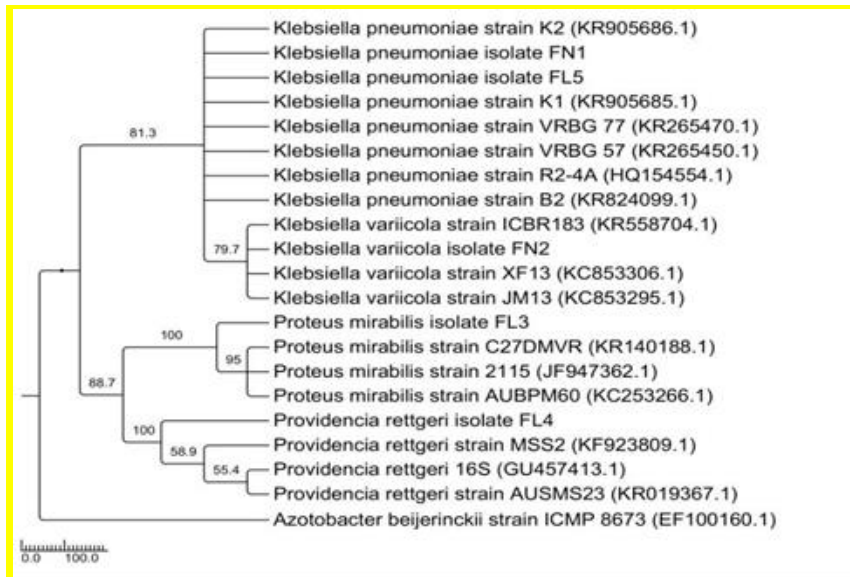 Klebsiella pneumoniae strain K2 (KR905686.1)
Klebsiella pneumoniae isolate FN1
Klebsiella pneumoniae isolate FL5
Klebsiella pneumoniae strain K1 (KR905685.1)
81.3
Klebsiella pneumoniae strain VRBG 77 (KR265470.1)
Klebsiella pneumoniae strain VRBG 57 (KR265450.1)
Klebsiella pneumoniae strain R2-4A (HQ154554.1)
Klebsiella pneumoniae strain B2 (KR824099.1)
Klebsiella variicola strain ICBR183 (KR558704.1)
79.7
Klebsiella variicola isolate FN2
Klebsiella variicola strain XF13 (KC853306.1)
Klebsiella variicola strain JM13 (KC853295.1)
Proteus mirabilis isolate FL3
100
Proteus mirabilis strain C27DMVR (KR140188.1)
95
Proteus mirabilis strain 2115 (JF947362.1)
88.7
Proteus mirabilis strain AUBPM60 (KC253266.1)
Providencia rettgeri isolate FL4
100
Providencia rettgeri strain MSS2 (KF923809.1)
58.9
Providencia rettgeri 16S (GU457413.1)
55.4
Providencia rettgeri strain AUSMS23 (KR019367.1)
Azotobacter beijerinckii strain ICMP 8673 (EF100160.1)
0.0 100.0